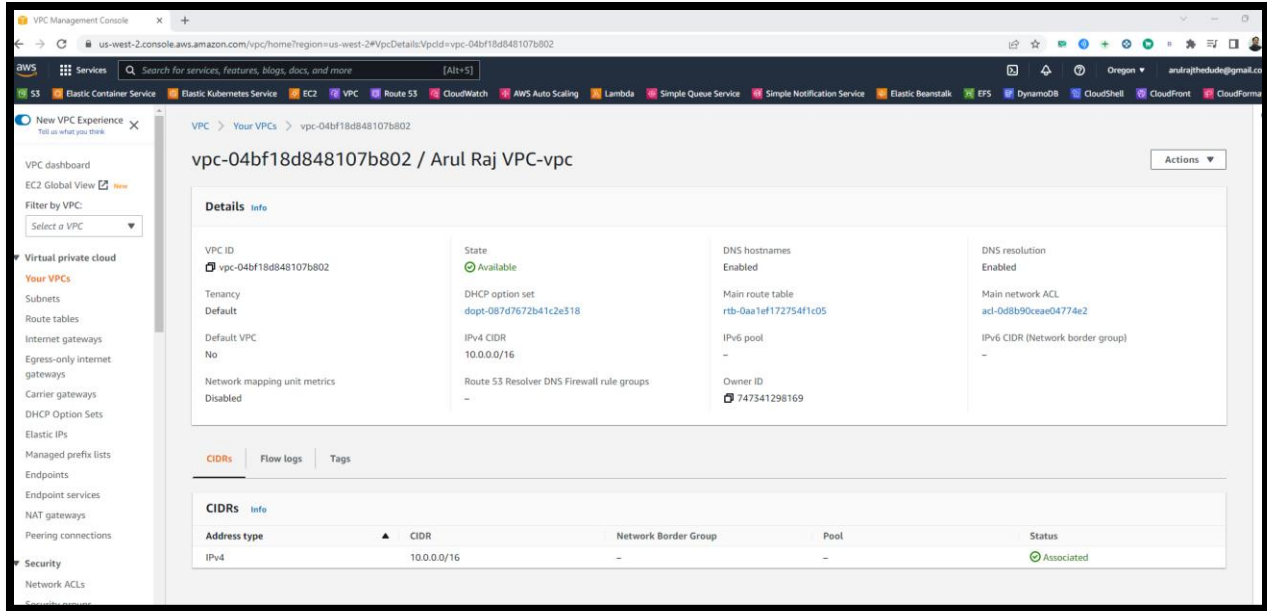 VPC Management Console
us-west-2.console.aws.amazon.com/vpc/home?region=us-west-2#VpcDetails:VpcId=vpc-04bf18d848107b802
aws Services Search for services, features, blogs, docs, and more [Alt+S] Oregon arulrajthedude@gmail.co
S3 Elastic Container Service Elastic Kubernetes Service EC2 VPC Route 53 CloudWatch AWS Auto Scaling Lambda Simple Queue Service Simple Notification Service Elastic Beanstalk EFS DynamoDB CloudShell CloudFront CloudForma
New VPC Experience
Tell us what you think
VPC dashboard
EC2 Global View New
Filter by VPC:
Select a VPC
Virtual private cloud
Your VPCs
Subnets
Route tables
Internet gateways
Egress-only internet
gateways
Carrier gateways
DHCP Option Sets
Elastic IPs
Managed prefix lists
Endpoints
Endpoint services
NAT gateways
Peering connections
Security
Network ACLs
Security groups
VPC > Your VPCs > vpc-04bf18d848107b802
vpc-04bf18d848107b802 / Arul Raj VPC-vpc
Actions
Details Info
VPC ID State DNS hostnames DNS resolution
vpc-04bf18d848107b802 Available Enabled Enabled
Tenancy DHCP option set Main route table Main network ACL
Default dopt-087d7672b41c2e318 rtb-0aa1ef172754f1c05 acl-0d8b90ceae04774e2
Default VPC IPv4 CIDR IPv6 pool IPv6 CIDR (Network border group)
No 10.0.0.0/16 – –
Network mapping unit metrics Route 53 Resolver DNS Firewall rule groups Owner ID
Disabled – 747341298169
CIDRs Flow logs Tags
CIDRs Info
Address type CIDR Network Border Group Pool Status
IPv4 10.0.0.0/16 – – Associated